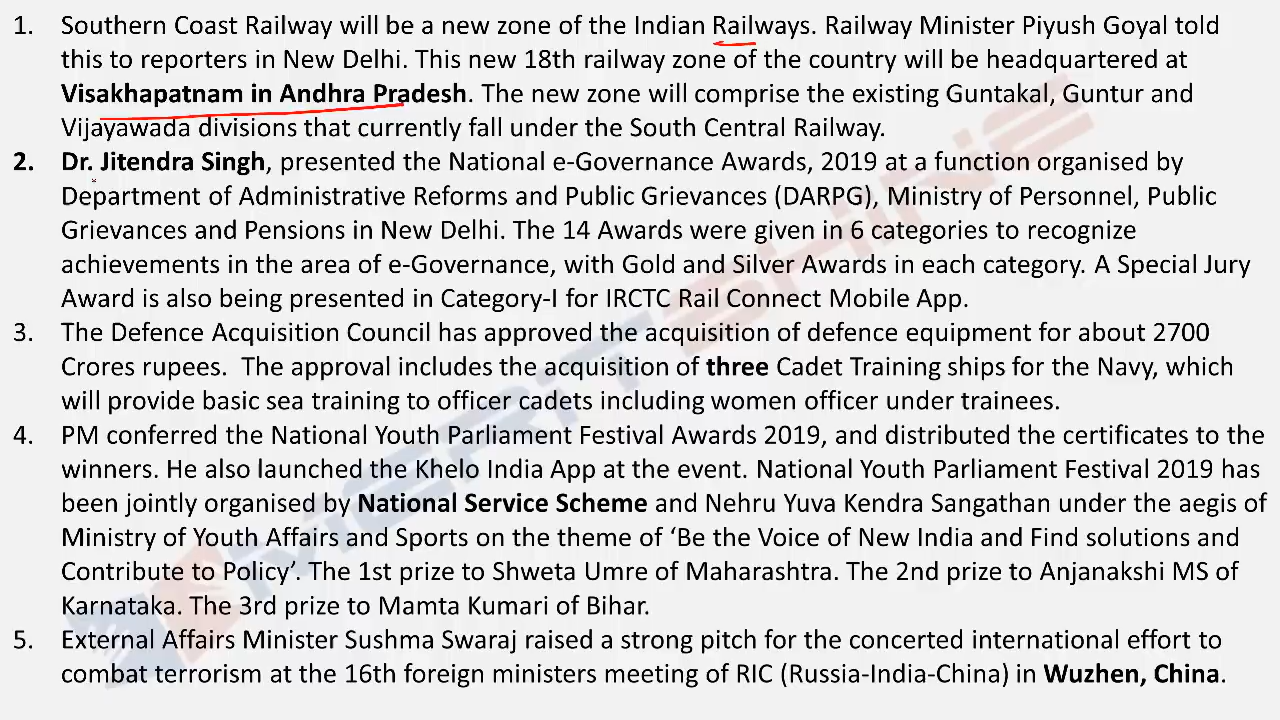 1. Southern Coast Railway will be a new zone of the Indian Railways. Railway Minister Piyush Goyal told
this to reporters in New Delhi. This new 18th railway zone of the country will be headquartered at
Visakhapatnam in Andhra Pradesh. The new zone will comprise the existing Guntakal, Guntur and
Vijayawada divisions that currently fall under the South Central Railway.
2. Dr. Jitendra Singh, presented the National e-Governance Awards, 2019 at a function organised by
Department of Administrative Reforms and Public Grievances (DARPG), Ministry of Personnel, Public
Grievances and Pensions in New Delhi. The 14 Awards were given in 6 categories to recognize
achievements in the area of e-Governance, with Gold and Silver Awards in each category. A Special Jury
Award is also being presented in Category-I for IRCTC Rail Connect Mobile App.
3. The Defence Acquisition Council has approved the acquisition of defence equipment for about 2700
Crores rupees. The approval includes the acquisition of three Cadet Training ships for the Navy, which
will provide basic sea training to officer cadets including women officer under trainees.
4. PM conferred the National Youth Parliament Festival Awards 2019, and distributed the certificates to the
winners. He also launched the Khelo India App at the event. National Youth Parliament Festival 2019 has
been jointly organised by National Service Scheme and Nehru Yuva Kendra Sangathan under the aegis of
Ministry of Youth Affairs and Sports on the theme of ‘Be the Voice of New India and Find solutions and
Contribute to Policy’. The 1st prize to Shweta Umre of Maharashtra. The 2nd prize to Anjanakshi MS of
Karnataka. The 3rd prize to Mamta Kumari of Bihar.
5. External Affairs Minister Sushma Swaraj raised a strong pitch for the concerted international effort to
combat terrorism at the 16th foreign ministers meeting of RIC (Russia-India-China) in Wuzhen, China.
MERIT SHINE